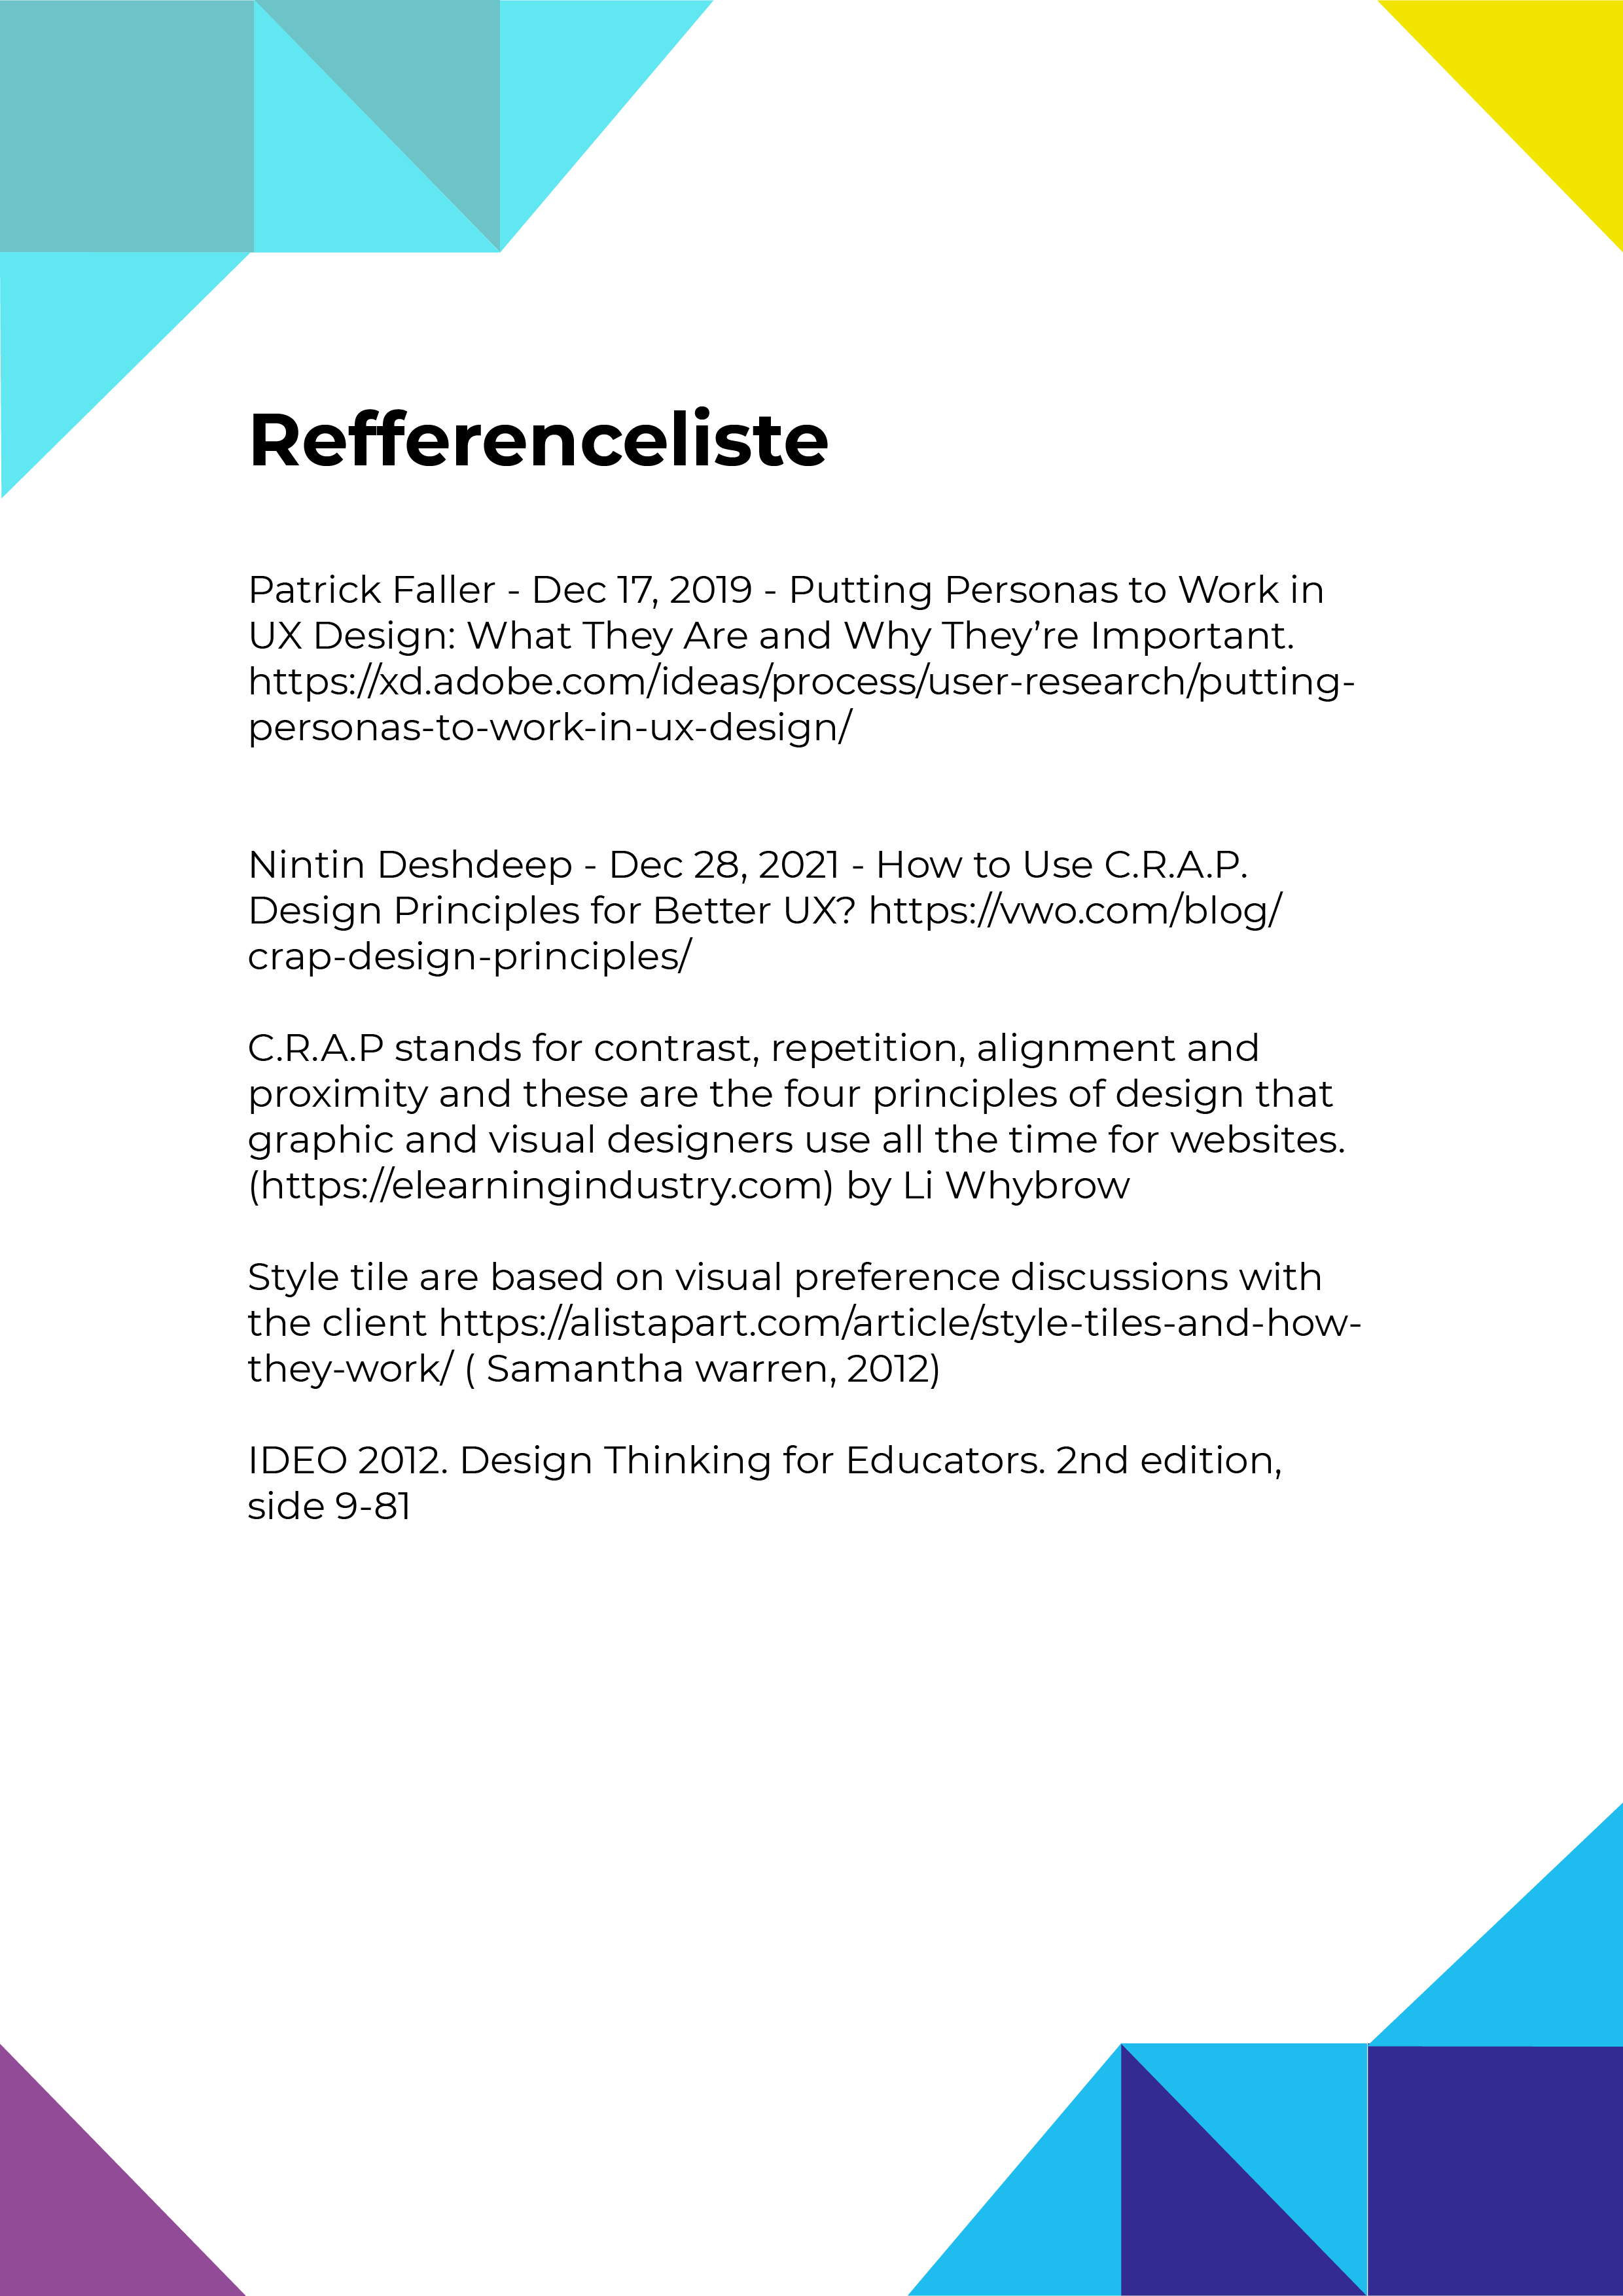 Refferenceliste
Patrick Faller - Dec 17, 2019 - Putting Personas to Work in
UX Design: What They Are and Why They’re Important.
https://xd.adobe.com/ideas/process/user-research/putting-
personas-to-work-in-ux-design/
Nintin Deshdeep - Dec 28, 2021 - How to Use C.R.A.P.
Design Principles for Better UX? https://vwo.com/blog/
crap-design-principles/
C.R.A.P stands for contrast, repetition, alignment and
proximity and these are the four principles of design that
graphic and visual designers use all the time for websites.
(https://elearningindustry.com) by Li Whybrow
Style tile are based on visual preference discussions with
the client https://alistapart.com/article/style-tiles-and-how-
they-work/ ( Samantha warren, 2012)
IDEO 2012. Design Thinking for Educators. 2nd edition,
side 9-81